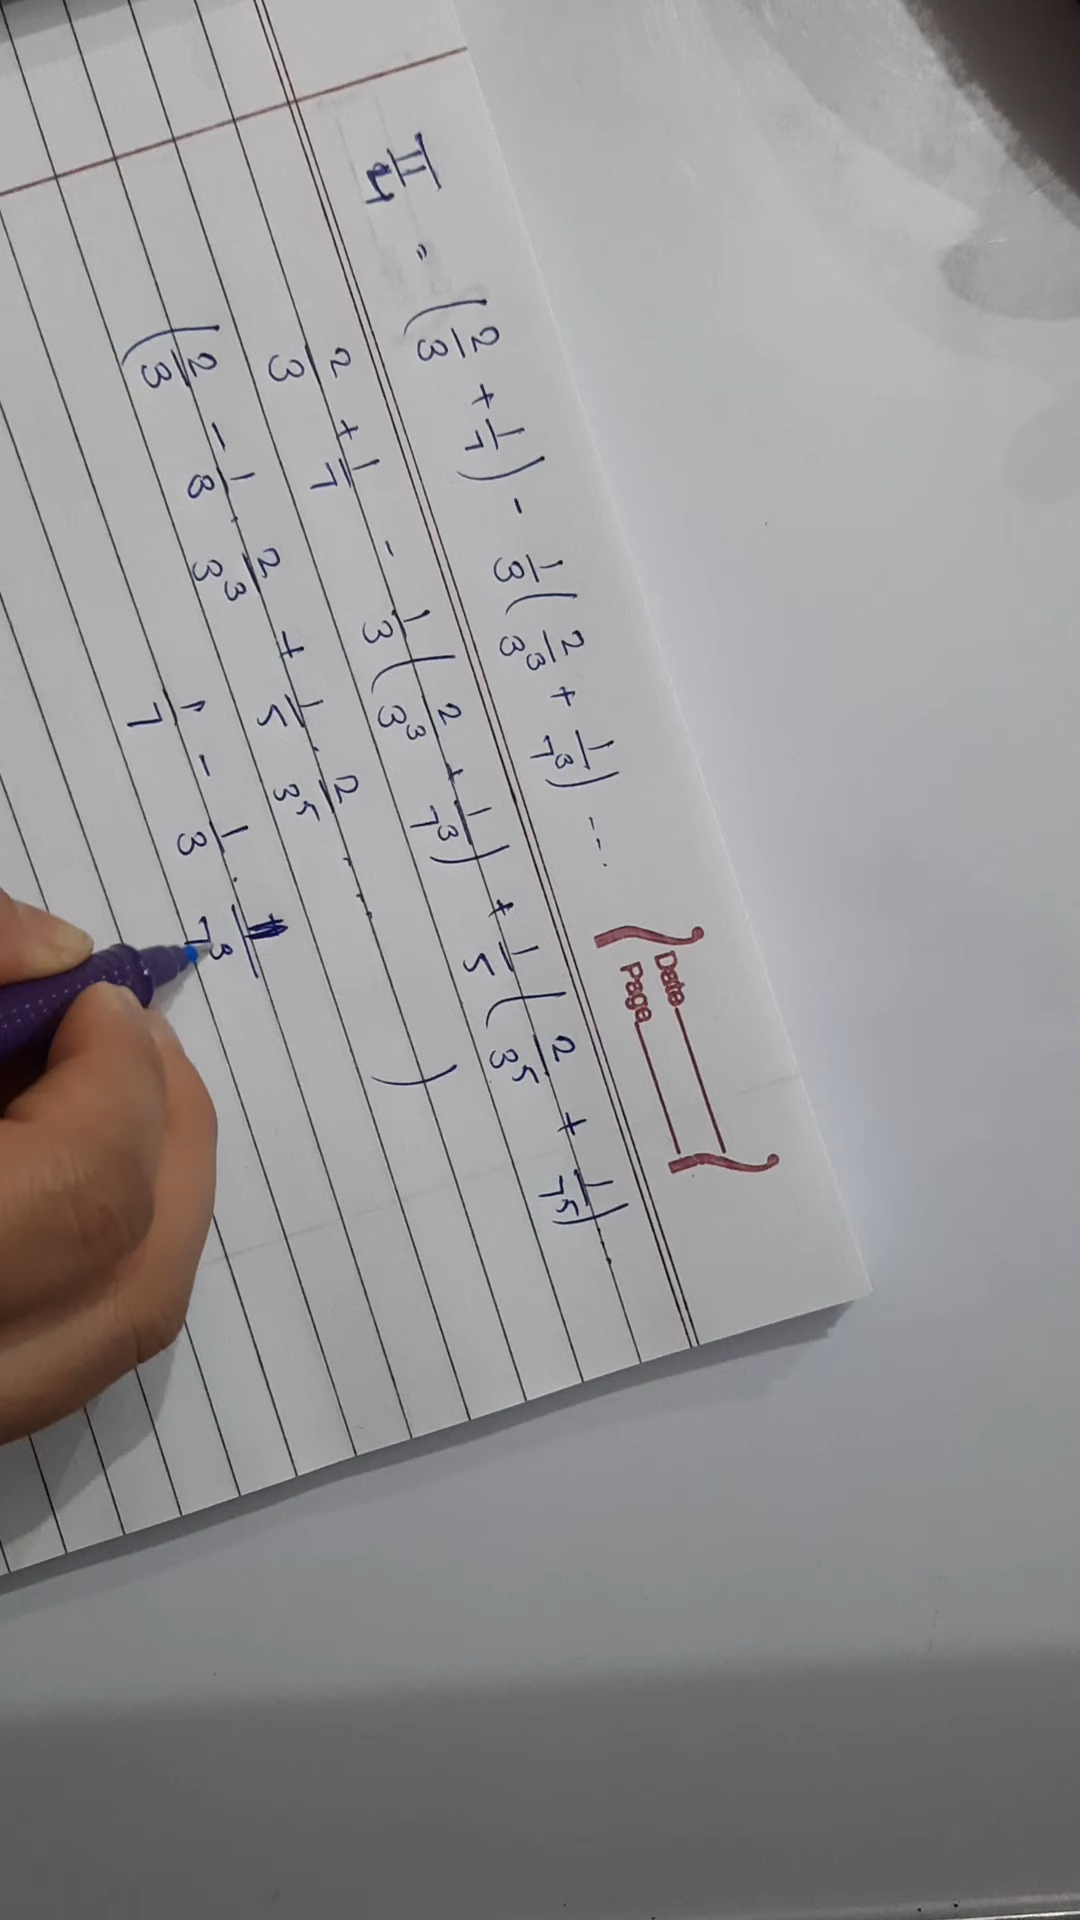 Date
Page
π/4 = (2/3 + 1/7) - 1/3(2/3³ + 1/7³) ---.
2/3 + 1/7 - 1/3(2/3³ + 1/7³) + 1/5(2/3⁵ + 1/7⁵)...
(2/3 - 1/3 . 2/3³ + 1/5 . 2/3⁵ .... )
1/7 - 1/3 . 1/7³